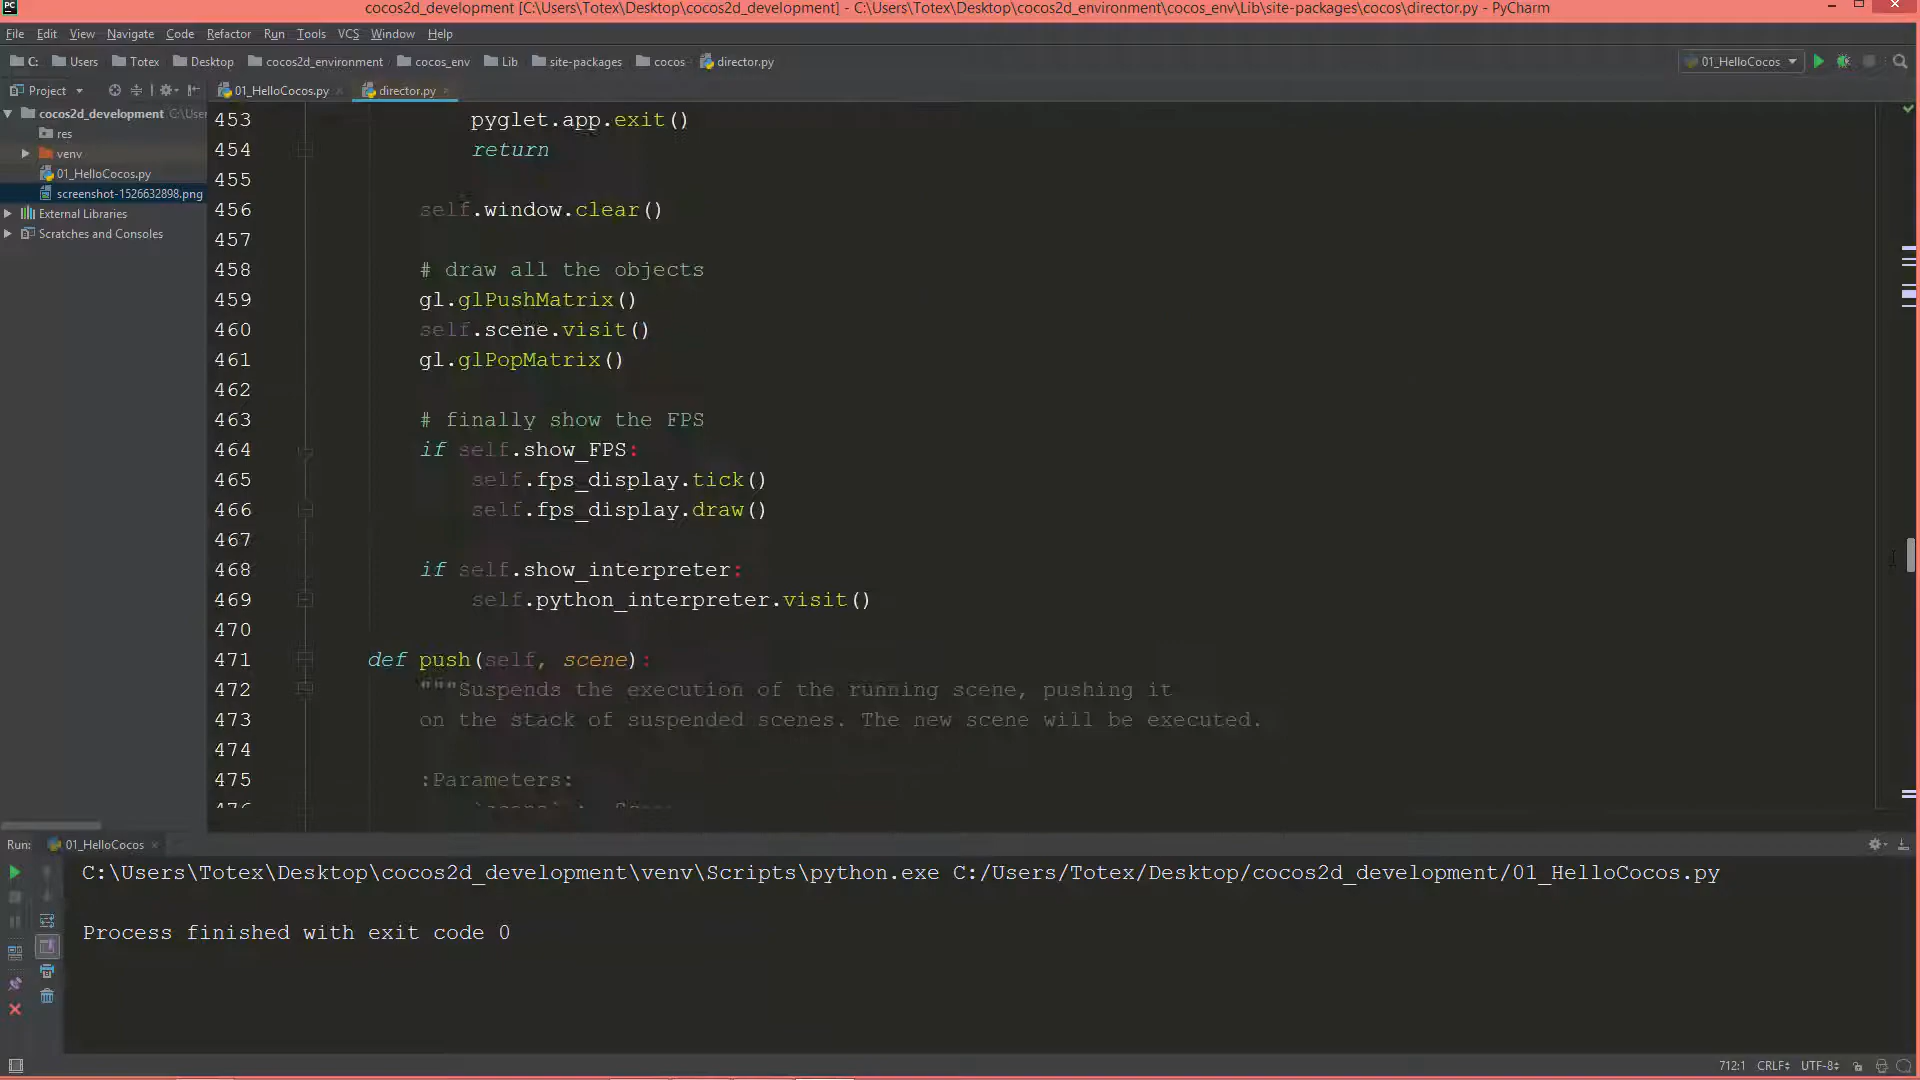 PC cocos2d_development [C:\Users\Totex\Desktop\cocos2d_development] - C:\Users\Totex\Desktop\cocos2d_environment\cocos_env\Lib\site-packages\cocos\director.py - PyCharm
File Edit View Navigate Code Refactor Run Tools VCS Window Help
C: Users Totex Desktop cocos2d_environment cocos_env Lib site-packages cocos director.py 01_HelloCocos
Project 01_HelloCocos.py director.py
cocos2d_development C:\User
res
venv
01_HelloCocos.py
screenshot-1526632898.png
External Libraries
Scratches and Consoles
453 pyglet.app.exit()
454 return
455
456 self.window.clear()
457
458 # draw all the objects
459 gl.glPushMatrix()
460 self.scene.visit()
461 gl.glPopMatrix()
462
463 # finally show the FPS
464 if self.show_FPS:
465 self.fps_display.tick()
466 self.fps_display.draw()
467
468 if self.show_interpreter:
469 self.python_interpreter.visit()
470
471 def push(self, scene):
472 """Suspends the execution of the running scene, pushing it
473 on the stack of suspended scenes. The new scene will be executed.
474
475 :Parameters:
Run: 01_HelloCocos
C:\Users\Totex\Desktop\cocos2d_development\venv\Scripts\python.exe C:/Users/Totex/Desktop/cocos2d_development/01_HelloCocos.py
Process finished with exit code 0
712:1 CRLF UTF-8